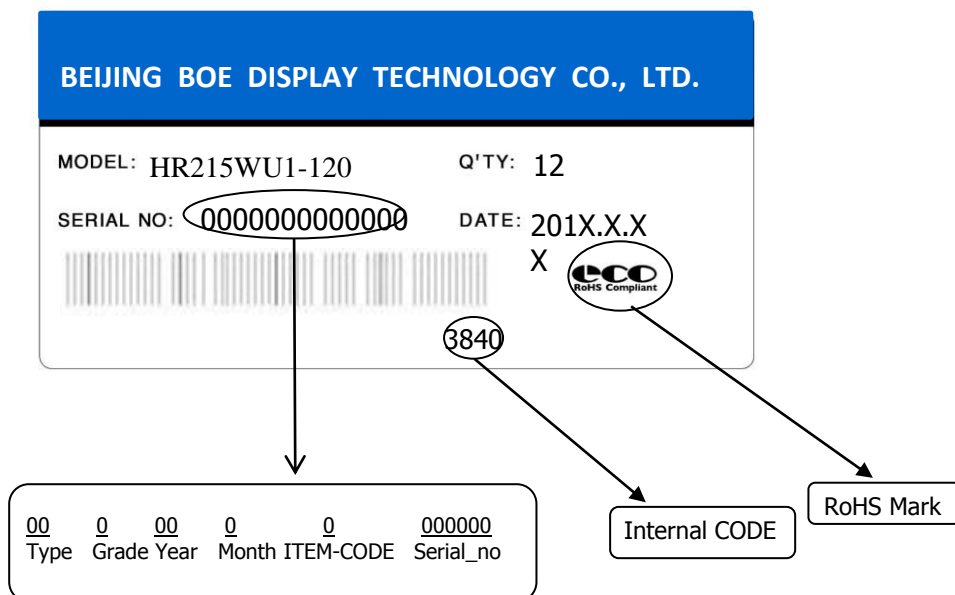 BEIJING BOE DISPLAY TECHNOLOGY CO., LTD.
MODEL: HR215WU1-120 Q'TY: 12
SERIAL NO: 0000000000000 DATE: 201X.X.X
X
eco
RoHS Compliant
3840
00 0 00 0 0 000000
Type Grade Year Month ITEM-CODE Serial_no
Internal CODE
RoHS Mark